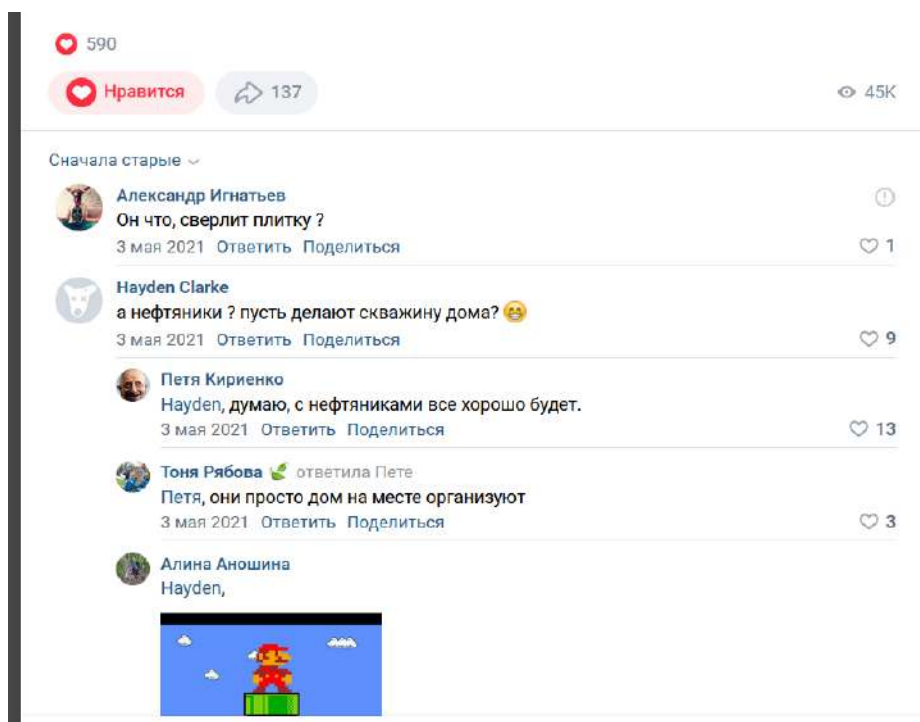 590
Нравится 137 45K
Сначала старые
Александр Игнатьев
Он что, сверлит плитку ?
3 мая 2021 Ответить Поделиться 1
Hayden Clarke
а нефтяники ? пусть делают скважину дома? 😁
3 мая 2021 Ответить Поделиться 9
Петя Кириенко
Hayden, думаю, с нефтяниками все хорошо будет.
3 мая 2021 Ответить Поделиться 13
Тоня Рябова ответила Пете
Петя, они просто дом на месте организуют
3 мая 2021 Ответить Поделиться 3
Алина Аношина
Hayden,